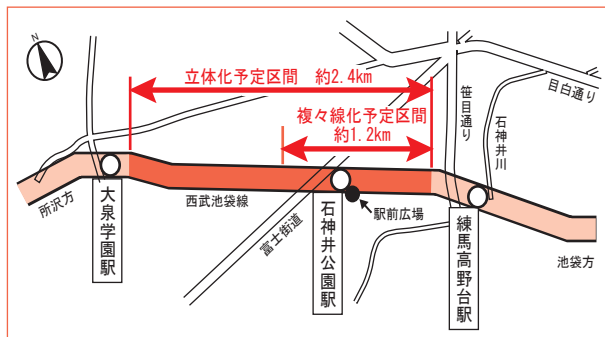 N
立体化予定区間 約2.4km
複々線化予定区間
約1.2km
笹目通り
石神井川
目白通り
所沢方
大泉学園駅
西武池袋線
富士街道
石神井公園駅
駅前広場
練馬高野台駅
池袋方